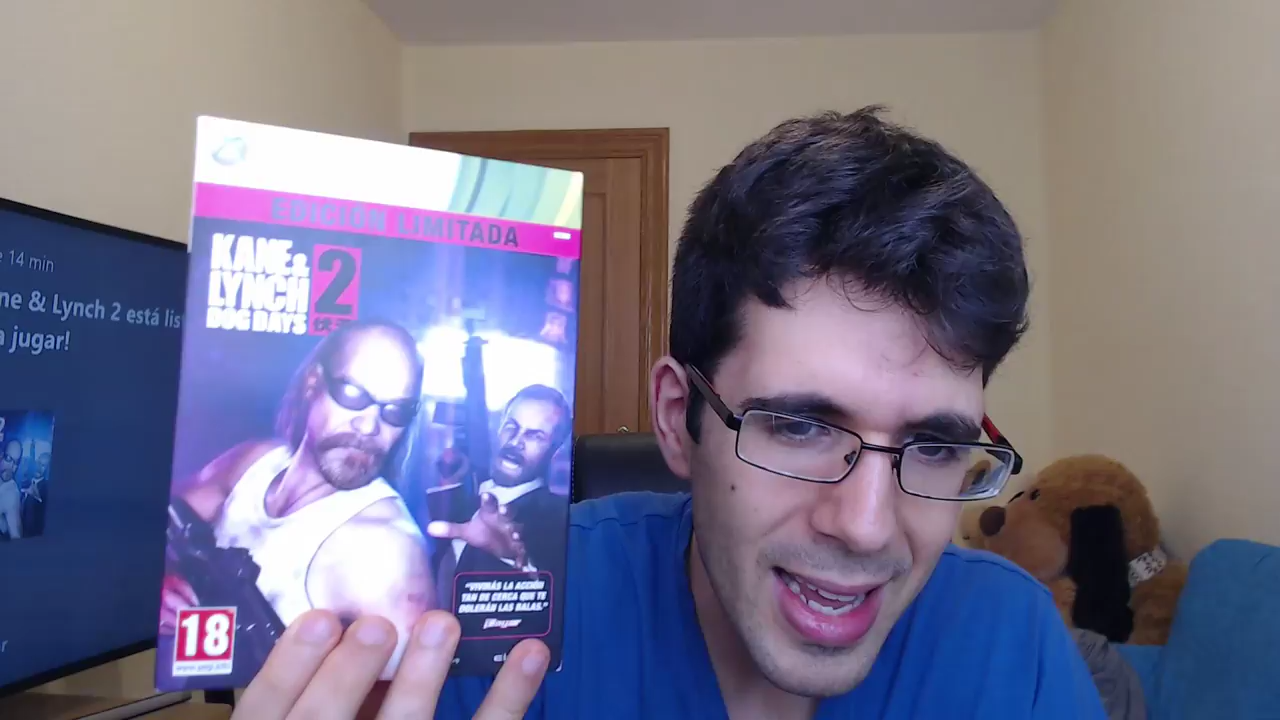 EDICIÓN LIMITADA
KANE &
LYNCH 2
DOG DAYS
"VIVIRÁS LA ACCIÓN
TAN DE CERCA QUE TE
DOLERÁN LAS BALAS."
18
14 min
ne & Lynch 2 está lis
a jugar!